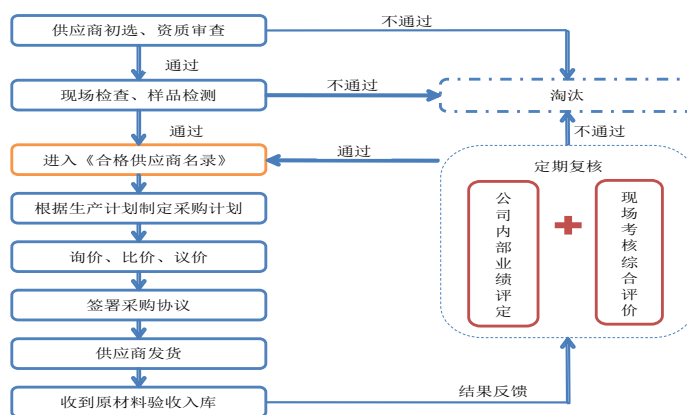 供应商初选、资质审查
不通过
通过
现场检查、样品检测
不通过
淘汰
通过
不通过
进入《合格供应商名录》
通过
定期复核
根据生产计划制定采购计划
公司内部业绩评定
现场考核综合评价
询价、比价、议价
签署采购协议
供应商发货
收到原材料验收入库
结果反馈